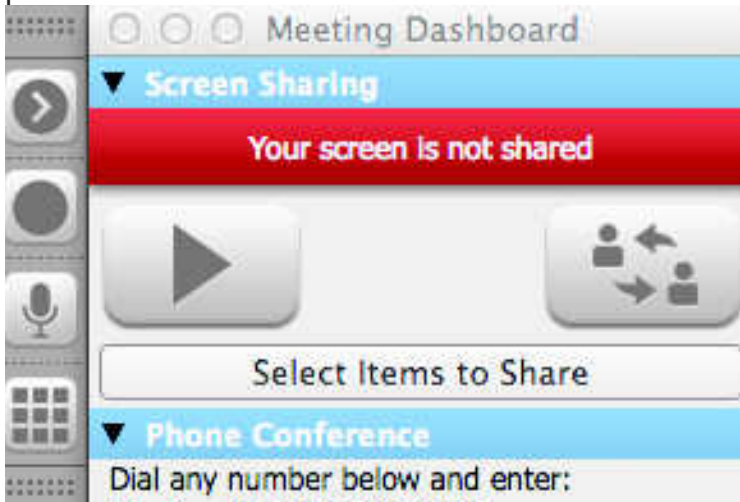 Meeting Dashboard
Screen Sharing
Your screen is not shared
Select Items to Share
Phone Conference
Dial any number below and enter: